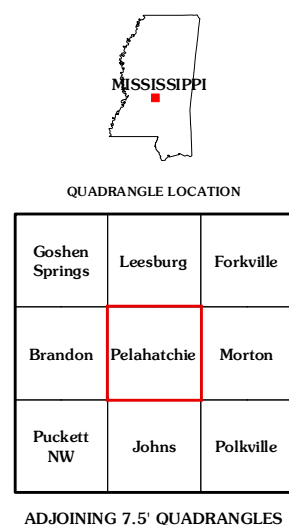 MISSISSIPPI
QUADRANGLE LOCATION
Goshen
Springs
Leesburg
Forkville
Brandon
Pelahatchie
Morton
Puckett
NW
Johns
Polkville
ADJOINING 7.5' QUADRANGLES